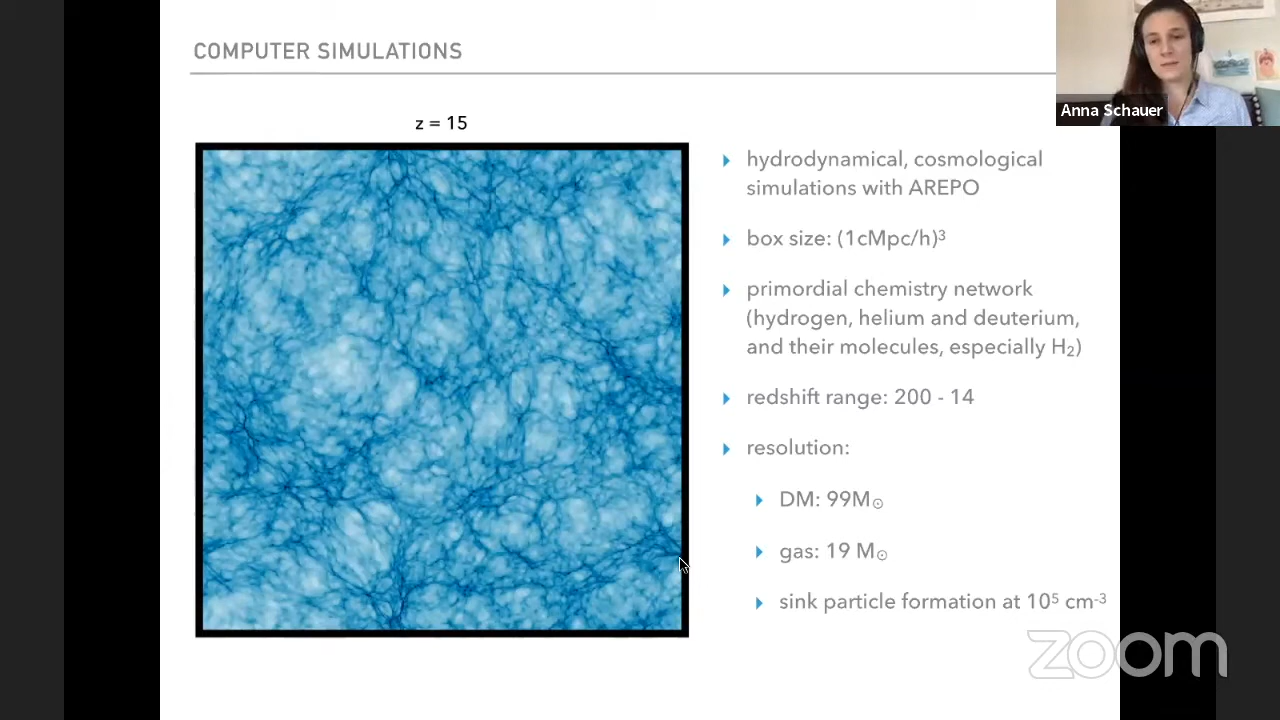 COMPUTER SIMULATIONS
Anna Schauer
z = 15
hydrodynamical, cosmological
simulations with AREPO
box size: (1cMpc/h)³
primordial chemistry network
(hydrogen, helium and deuterium,
and their molecules, especially H₂)
redshift range: 200 - 14
resolution:
DM: 99M⊙
gas: 19 M⊙
sink particle formation at 10⁵ cm⁻³
zoom